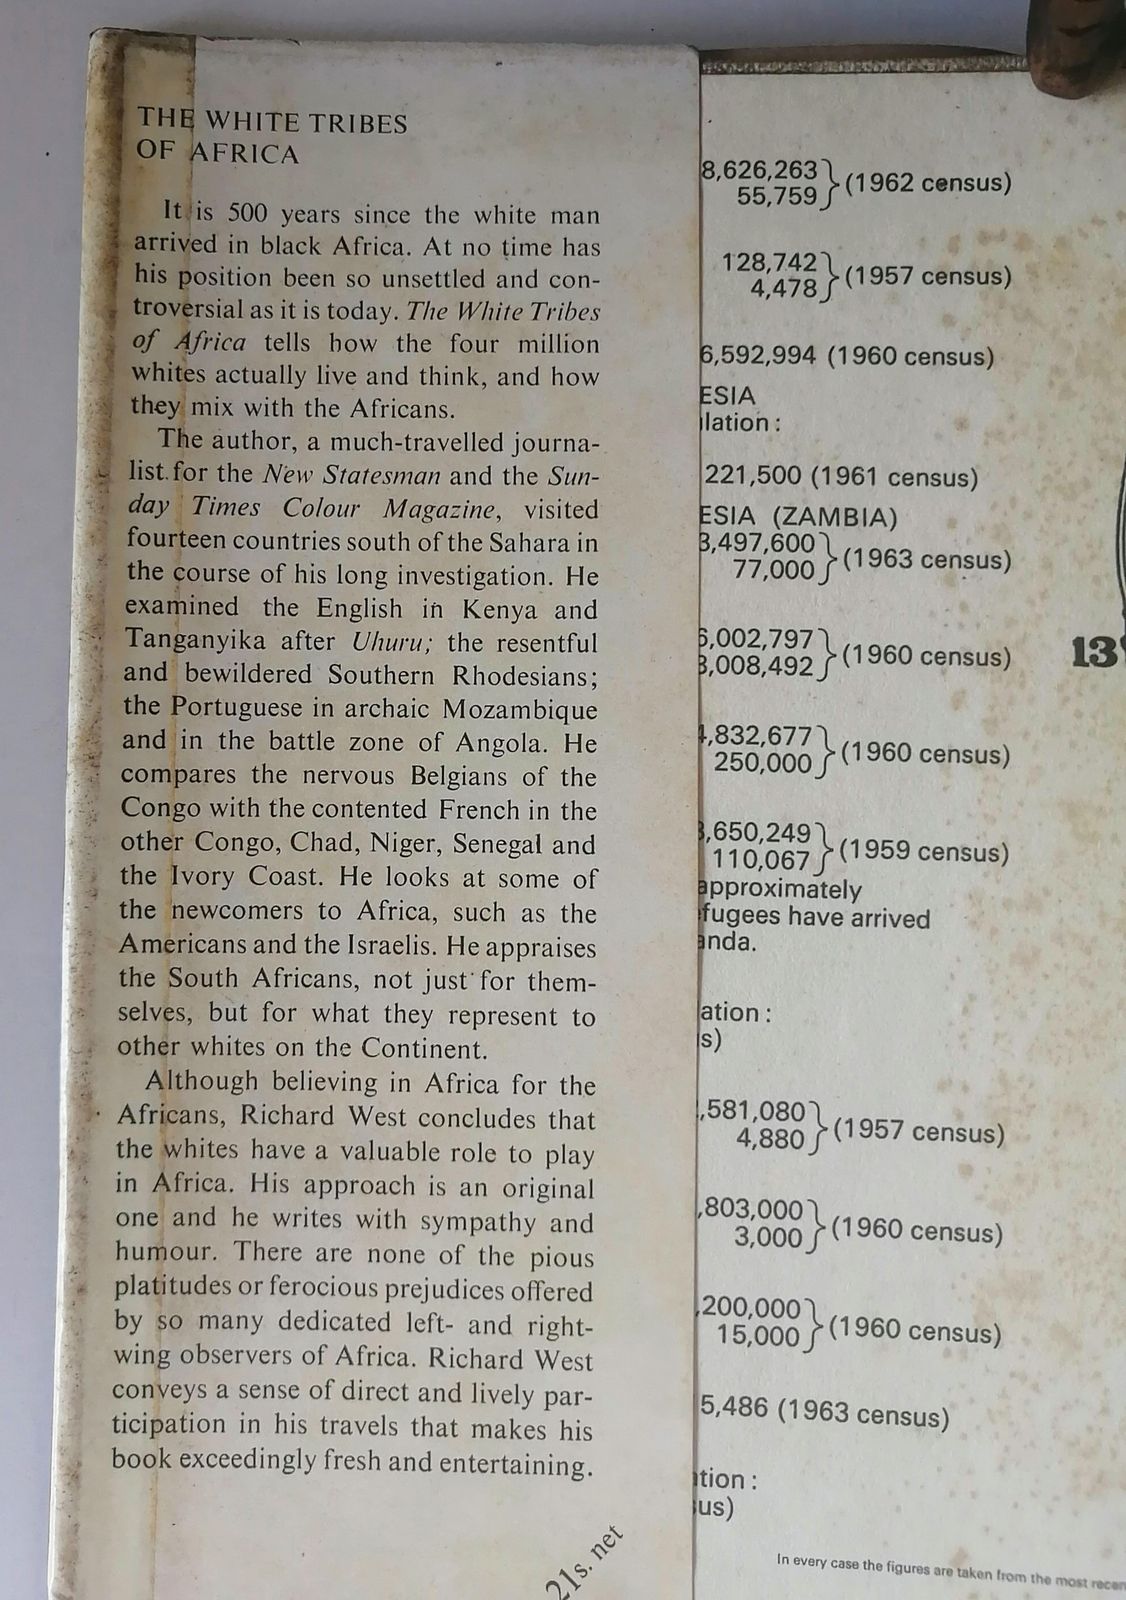 THE WHITE TRIBES
OF AFRICA
It is 500 years since the white man
arrived in black Africa. At no time has
his position been so unsettled and con-
troversial as it is today. The White Tribes
of Africa tells how the four million
whites actually live and think, and how
they mix with the Africans.
The author, a much-travelled journa-
list for the New Statesman and the Sun-
day Times Colour Magazine, visited
fourteen countries south of the Sahara in
the course of his long investigation. He
examined the English in Kenya and
Tanganyika after Uhuru; the resentful
and bewildered Southern Rhodesians;
the Portuguese in archaic Mozambique
and in the battle zone of Angola. He
compares the nervous Belgians of the
Congo with the contented French in the
other Congo, Chad, Niger, Senegal and
the Ivory Coast. He looks at some of
the newcomers to Africa, such as the
Americans and the Israelis. He appraises
the South Africans, not just for them-
selves, but for what they represent to
other whites on the Continent.
Although believing in Africa for the
Africans, Richard West concludes that
the whites have a valuable role to play
in Africa. His approach is an original
one and he writes with sympathy and
humour. There are none of the pious
platitudes or ferocious prejudices offered
by so many dedicated left- and right-
wing observers of Africa. Richard West
conveys a sense of direct and lively par-
ticipation in his travels that makes his
book exceedingly fresh and entertaining.
21s. net
8,626,263
55,759 (1962 census)
128,742
4,478 (1957 census)
6,592,994 (1960 census)
ESIA
lation:
221,500 (1961 census)
ESIA (ZAMBIA)
3,497,600
77,000 (1963 census)
6,002,797
3,008,492 (1960 census)
4,832,677
250,000 (1960 census)
,650,249
110,067 (1959 census)
approximately
fugees have arrived
anda.
ation:
s)
,581,080
4,880 (1957 census)
,803,000
3,000 (1960 census)
,200,000
15,000 (1960 census)
5,486 (1963 census)
tion:
us)
13
In every case the figures are taken from the most recen